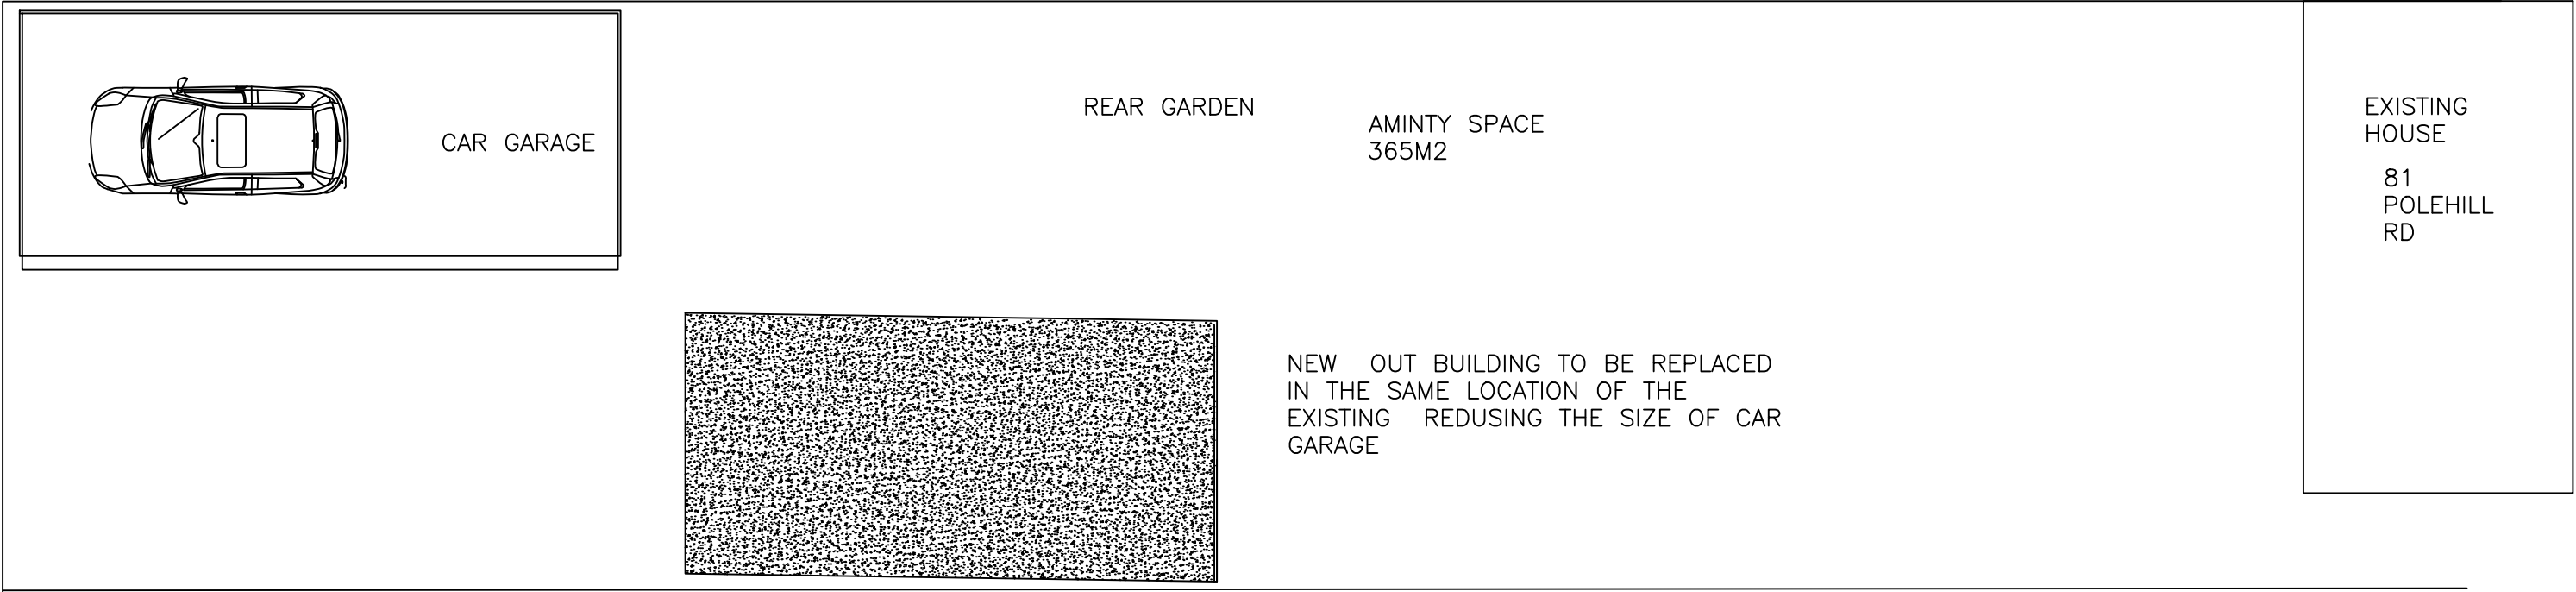 CAR GARAGE
REAR GARDEN
AMINTY SPACE
365M2
EXISTING
HOUSE
81
POLEHILL
RD
NEW OUT BUILDING TO BE REPLACED
IN THE SAME LOCATION OF THE
EXISTING REDUSING THE SIZE OF CAR
GARAGE